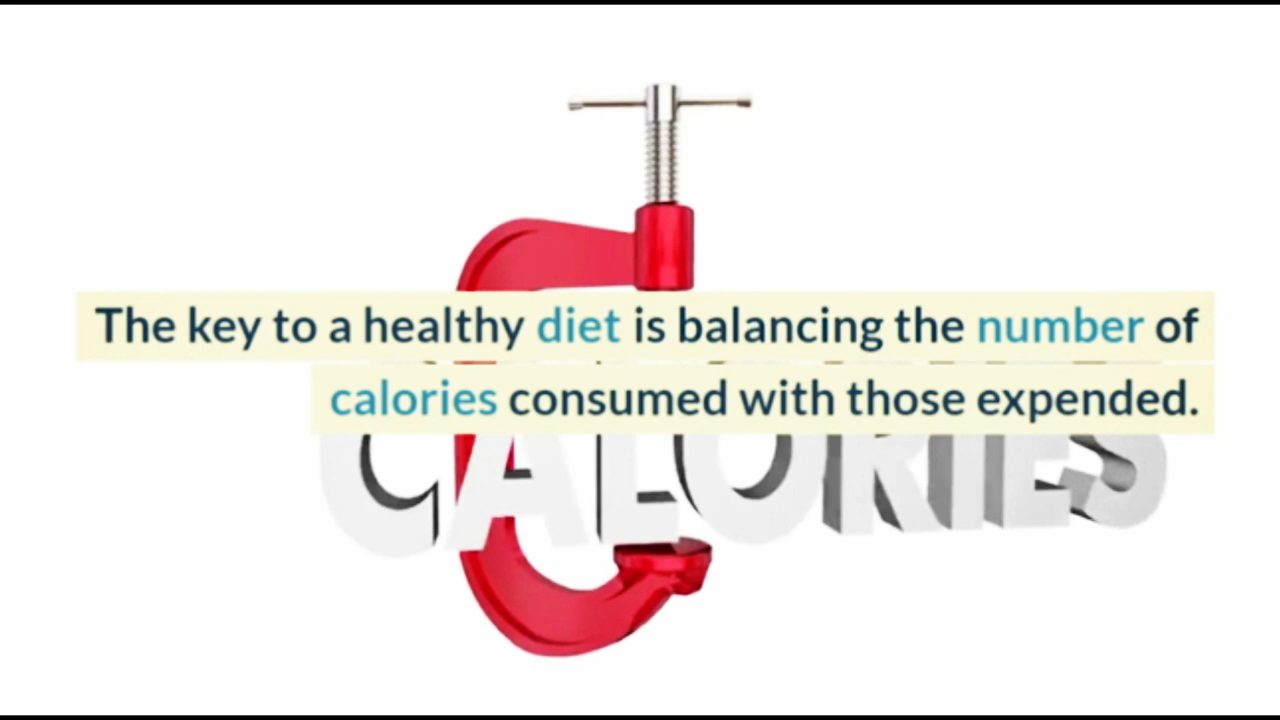 The key to a healthy diet is balancing the number of
calories consumed with those expended.
CALORIES